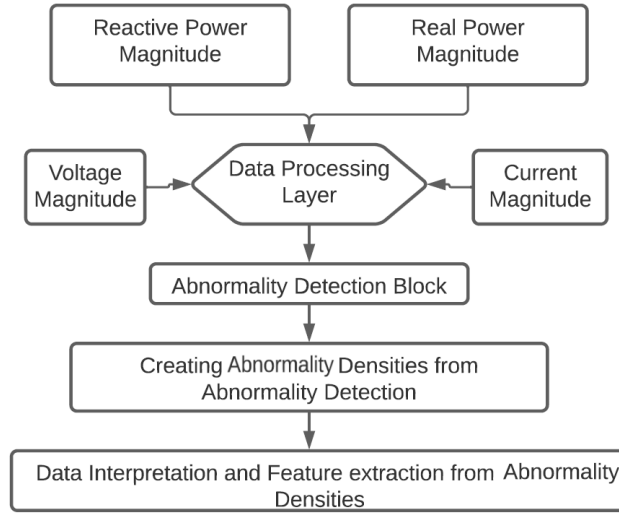 Reactive Power
Magnitude
Real Power
Magnitude
Voltage
Magnitude
Data Processing
Layer
Current
Magnitude
Abnormality Detection Block
Creating Abnormality Densities from
Abnormality Detection
Data Interpretation and Feature extraction from Abnormality
Densities